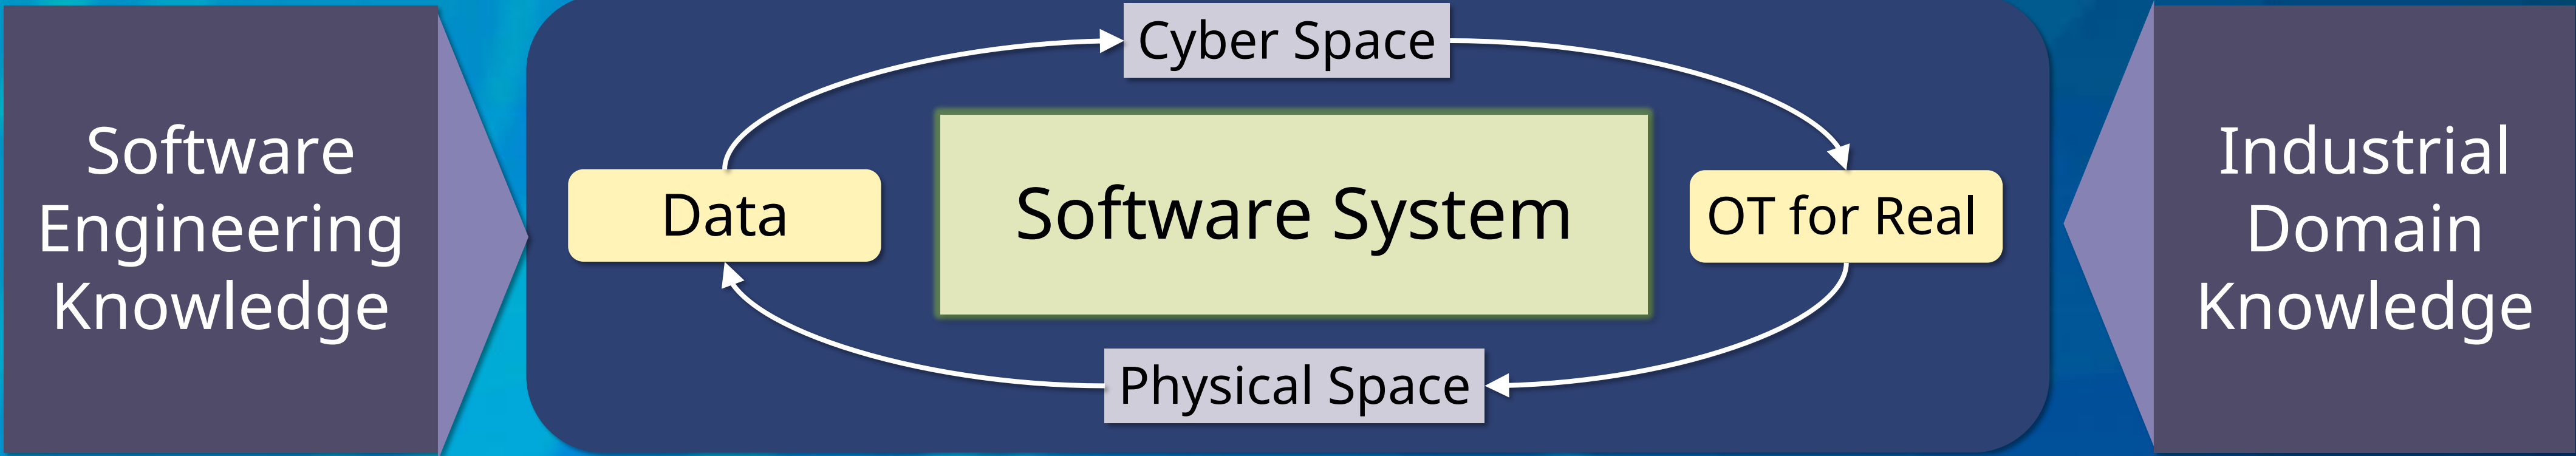 Software
Engineering
Knowledge
Cyber Space
Data
Software System
OT for Real
Physical Space
Industrial
Domain
Knowledge